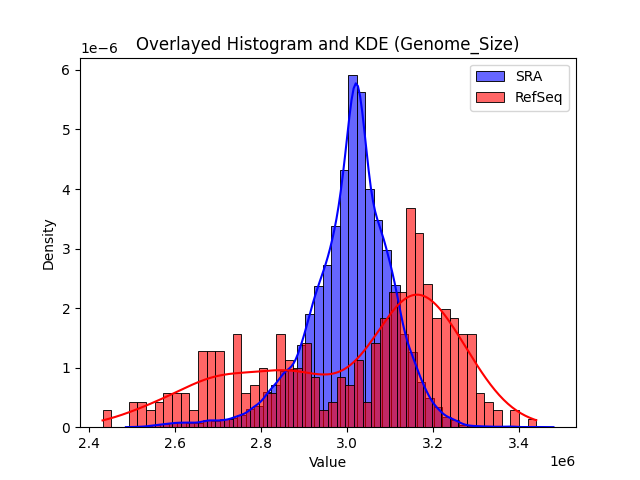 Overlayed Histogram and KDE (Genome_Size)
1e−6
SRA
RefSeq
6
5
4
3
2
1
0
Density
2.4 2.6 2.8 3.0 3.2 3.4
Value
1e6